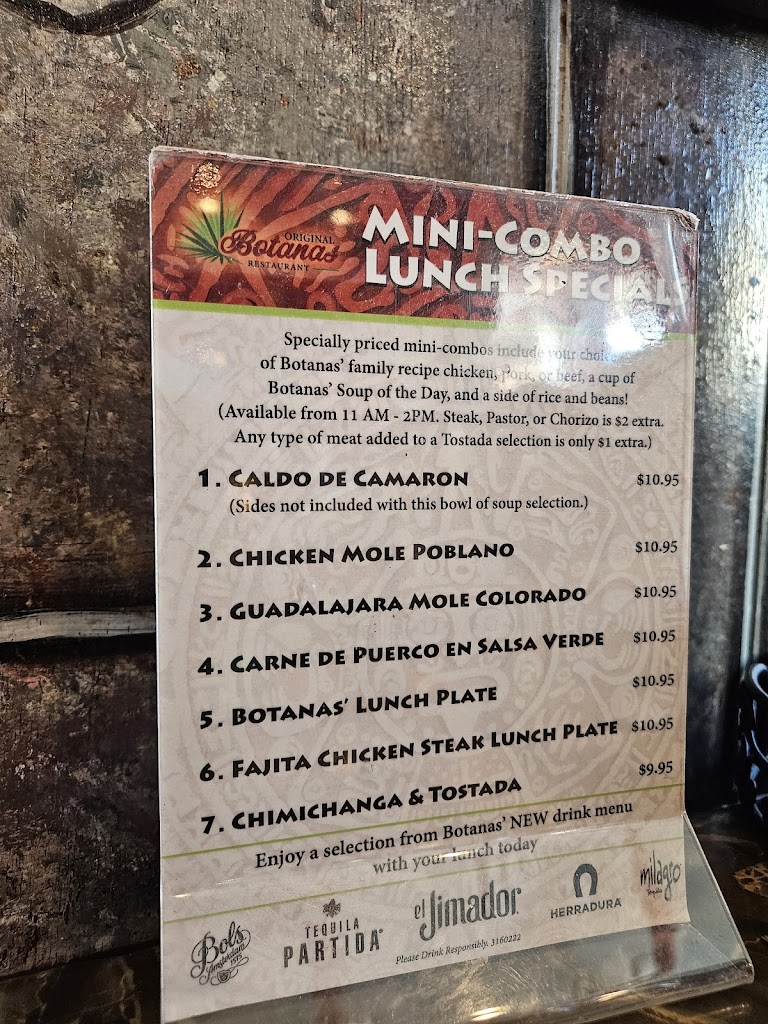 ORIGINAL
Botanas
RESTAURANT
MINI-COMBO
LUNCH SPECIALS
Specially priced mini-combos include your choice
of Botanas' family recipe chicken, pork, or beef, a cup of
Botanas' Soup of the Day, and a side of rice and beans!
(Available from 11 AM - 2PM. Steak, Pastor, or Chorizo is $2 extra.
Any type of meat added to a Tostada selection is only $1 extra.)
1. CALDO DE CAMARON $10.95
(Sides not included with this bowl of soup selection.)
2. CHICKEN MOLE POBLANO $10.95
3. GUADALAJARA MOLE COLORADO $10.95
4. CARNE DE PUERCO EN SALSA VERDE $10.95
5. BOTANAS' LUNCH PLATE $10.95
6. FAJITA CHICKEN STEAK LUNCH PLATE $10.95
7. CHIMICHANGA & TOSTADA $9.95
Enjoy a selection from Botanas' NEW drink menu
with your lunch today
Bols
Amsterdam
1575
TEQUILA
PARTIDA
el Jimador
HERRADURA
milagro
Tequila
Please Drink Responsibly. 3160222